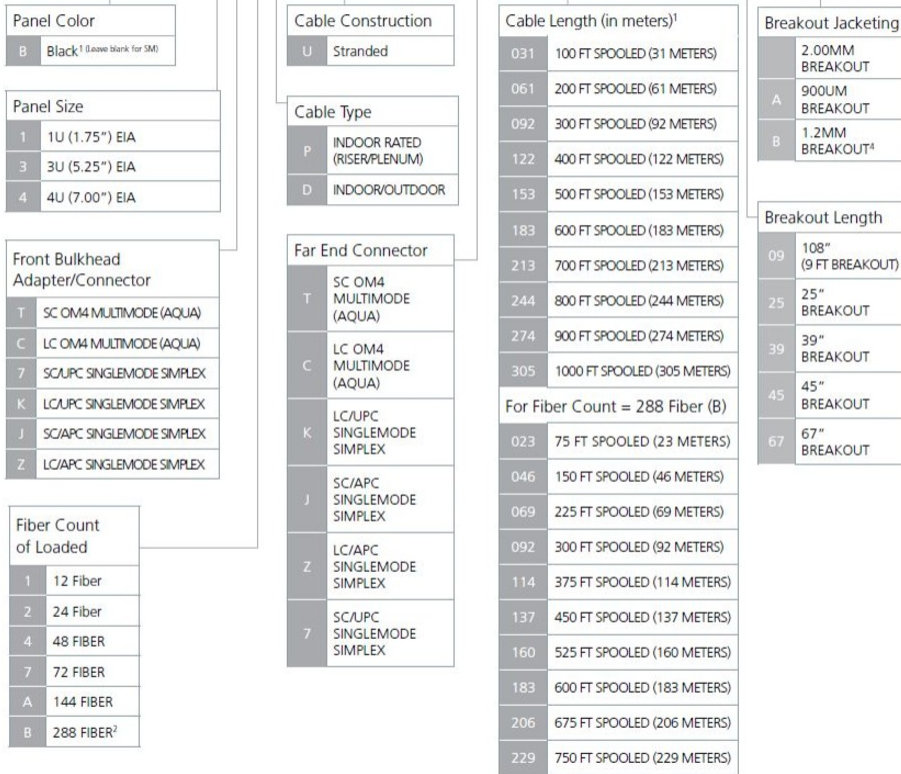 Panel Color
B Black¹ (Leave blank for SM)
Panel Size
1 1U (1.75") EIA
3 3U (5.25") EIA
4 4U (7.00") EIA
Front Bulkhead
Adapter/Connector
T SC OM4 MULTIMODE (AQUA)
C LC OM4 MULTIMODE (AQUA)
7 SC/UPC SINGLEMODE SIMPLEX
K LC/UPC SINGLEMODE SIMPLEX
J SC/APC SINGLEMODE SIMPLEX
Z LC/APC SINGLEMODE SIMPLEX
Fiber Count
of Loaded
1 12 Fiber
2 24 Fiber
4 48 FIBER
7 72 FIBER
A 144 FIBER
B 288 FIBER²
Cable Construction
U Stranded
Cable Type
P INDOOR RATED
(RISER/PLENUM)
D INDOOR/OUTDOOR
Far End Connector
T SC OM4
MULTIMODE
(AQUA)
C LC OM4
MULTIMODE
(AQUA)
K LC/UPC
SINGLEMODE
SIMPLEX
J SC/APC
SINGLEMODE
SIMPLEX
Z LC/APC
SINGLEMODE
SIMPLEX
7 SC/UPC
SINGLEMODE
SIMPLEX
Cable Length (in meters)¹
031 100 FT SPOOLED (31 METERS)
061 200 FT SPOOLED (61 METERS)
092 300 FT SPOOLED (92 METERS)
122 400 FT SPOOLED (122 METERS)
153 500 FT SPOOLED (153 METERS)
183 600 FT SPOOLED (183 METERS)
213 700 FT SPOOLED (213 METERS)
244 800 FT SPOOLED (244 METERS)
274 900 FT SPOOLED (274 METERS)
305 1000 FT SPOOLED (305 METERS)
For Fiber Count = 288 Fiber (B)
023 75 FT SPOOLED (23 METERS)
046 150 FT SPOOLED (46 METERS)
069 225 FT SPOOLED (69 METERS)
092 300 FT SPOOLED (92 METERS)
114 375 FT SPOOLED (114 METERS)
137 450 FT SPOOLED (137 METERS)
160 525 FT SPOOLED (160 METERS)
183 600 FT SPOOLED (183 METERS)
206 675 FT SPOOLED (206 METERS)
229 750 FT SPOOLED (229 METERS)
Breakout Jacketing
2.00MM
BREAKOUT
A 900UM
BREAKOUT
B 1.2MM
BREAKOUT⁴
Breakout Length
09 108"
(9 FT BREAKOUT)
25 25"
BREAKOUT
39 39"
BREAKOUT
45 45"
BREAKOUT
67 67"
BREAKOUT